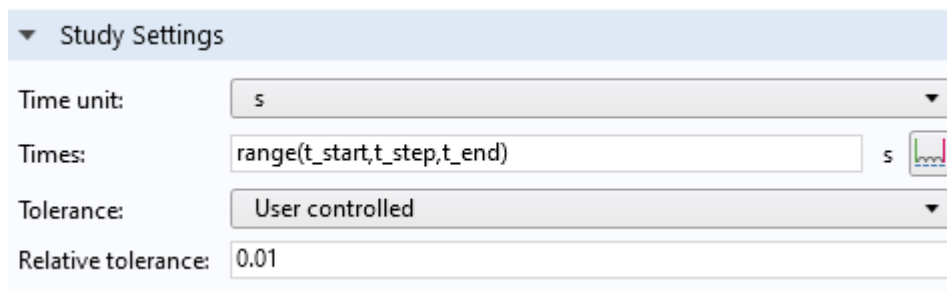 Study Settings
Time unit: s
Times: range(t_start,t_step,t_end) s
Tolerance: User controlled
Relative tolerance: 0.01